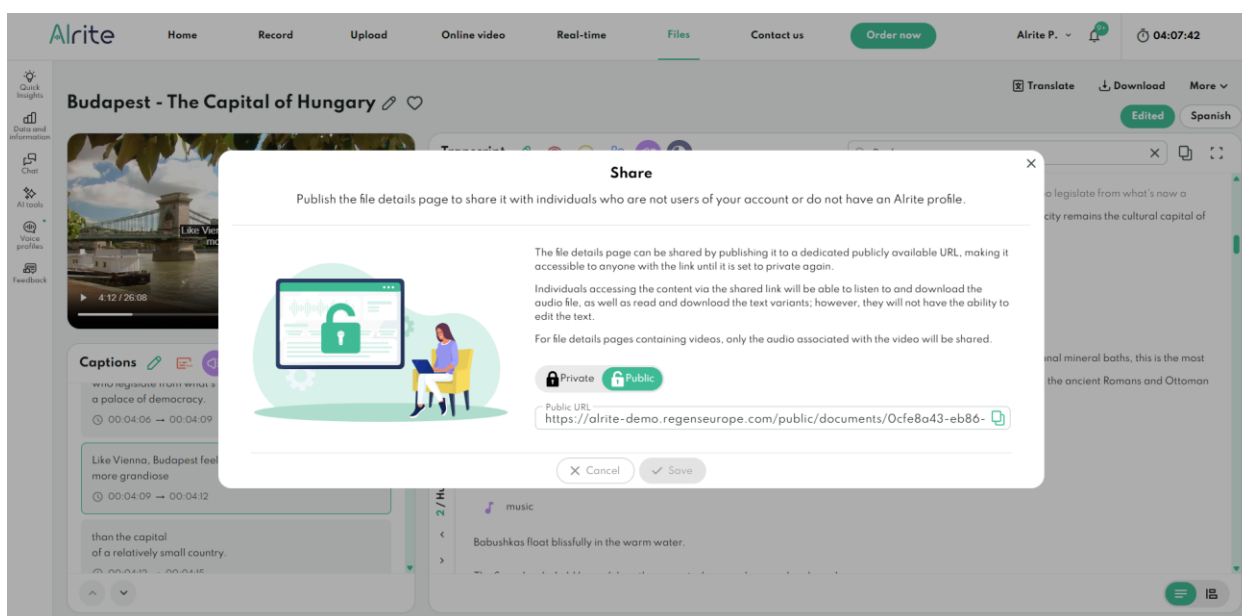 Alrite
Home
Record
Upload
Online video
Real-time
Files
Contact us
Order now
Alrite P.
9+
04:07:42
Quick
Insights
Data and
information
Chat
AI tools
Voice
profiles
Feedback
Budapest - The Capital of Hungary
Translate
Download
More
Edited
Spanish
4:12 / 26:08
Like Vien
mo
Transcript
Share
Publish the file details page to share it with individuals who are not users of your account or do not have an Alrite profile.
The file details page can be shared by publishing it to a dedicated publicly available URL, making it
accessible to anyone with the link until it is set to private again.
Individuals accessing the content via the shared link will be able to listen to and download the
audio file, as well as read and download the text variants; however, they will not have the ability to
edit the text.
For file details pages containing videos, only the audio associated with the video will be shared.
Private
Public
Public URL
https://alrite-demo.regenseurope.com/public/documents/0cfe8a43-eb86-
Cancel
Save
legislate from what's now a
city remains the cultural capital of
onal mineral baths, this is the most
the ancient Romans and Ottoman
Captions
who legislate from what's
a palace of democracy.
00:04:06 → 00:04:09
Like Vienna, Budapest feel
more grandiose
00:04:09 → 00:04:12
than the capital
of a relatively small country.
00:04:12 → 00:04:15
2 / Hu
music
Babushkas float blissfully in the warm water.